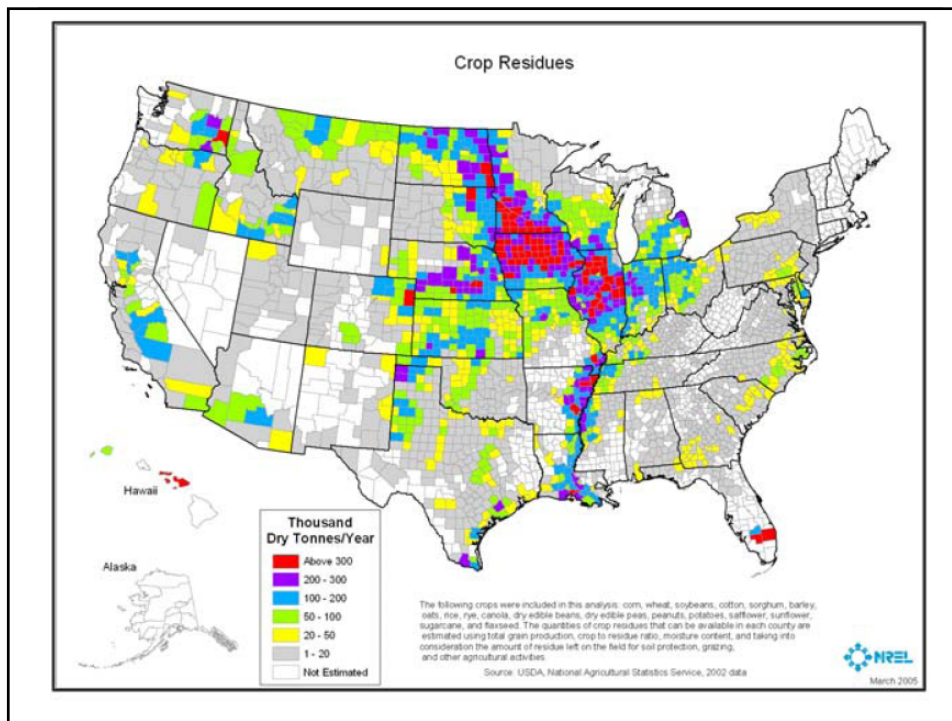 Crop Residues
Hawaii
Alaska
Thousand
Dry Tonnes/Year
Above 300
200 - 300
100 - 200
50 - 100
20 - 50
1 - 20
Not Estimated
The following crops were included in this analysis: corn, wheat, soybeans, cotton, sorghum, barley,
oats, rice, rye, canola, dry edible beans, dry edible peas, peanuts, potatoes, safflower, sunflower,
sugarcane, and flaxseed. The quantities of crop residues that can be available in each county are
estimated using total grain production, crop to residue ratio, moisture content, and taking into
consideration the amount of residue left on the field for soil protection, grazing,
and other agricultural activities.
Source: USDA, National Agricultural Statistics Service, 2002 data
NREL
March 2005